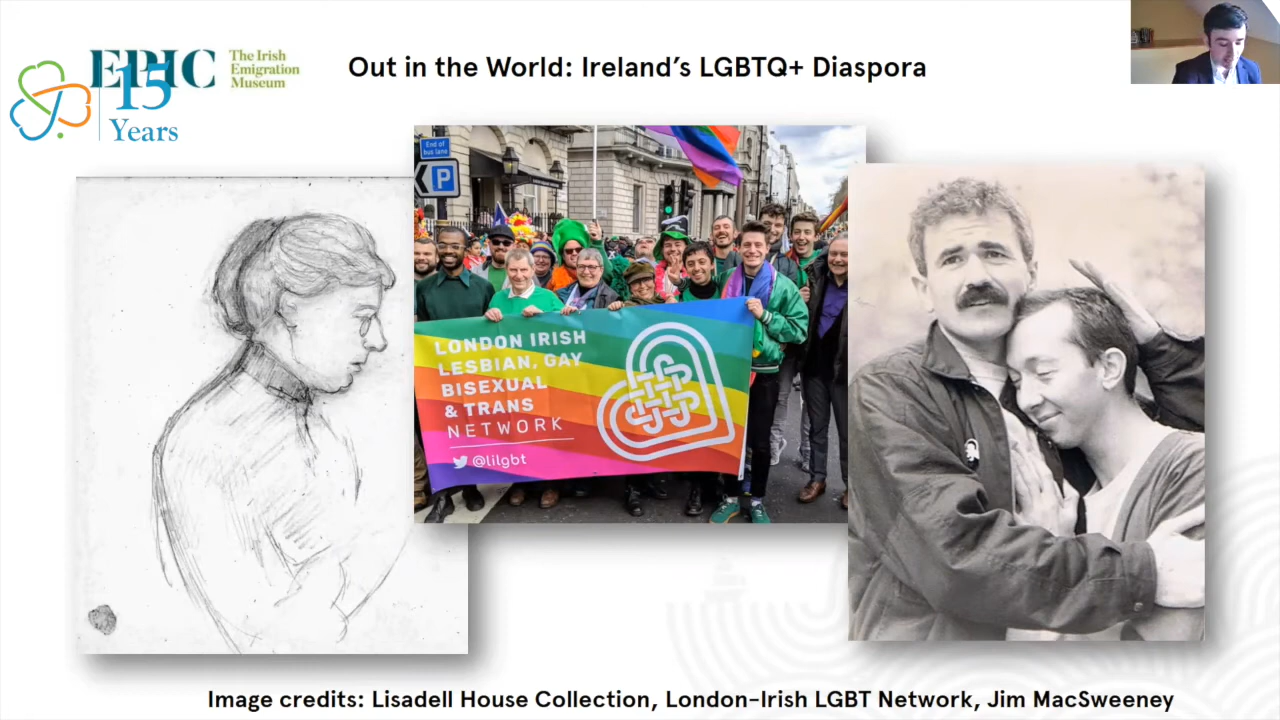 EPIC
The Irish
Emigration
Museum
15
Years
Out in the World: Ireland's LGBTQ+ Diaspora
End of
bus lane
P
LONDON IRISH
LESBIAN, GAY
BISEXUAL
& TRANS
NETWORK
@lilgbt
Image credits: Lisadell House Collection, London-Irish LGBT Network, Jim MacSweeney